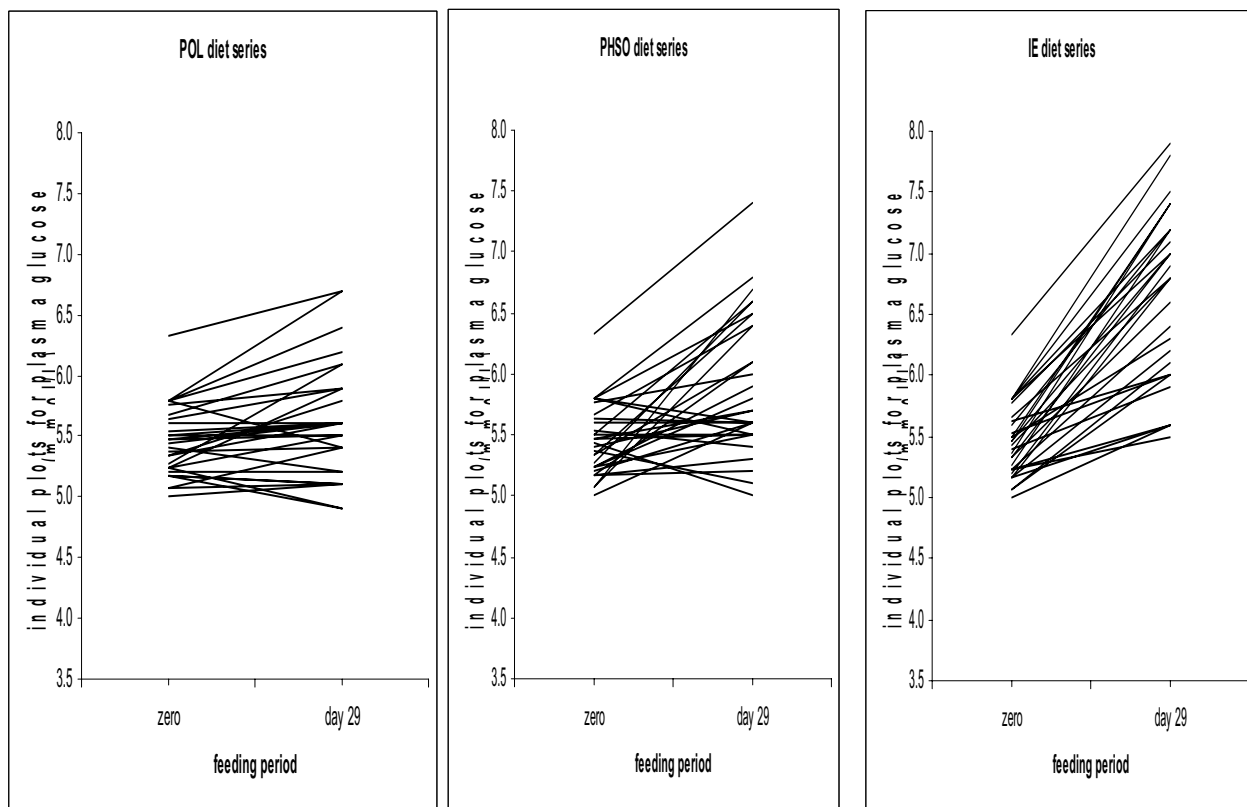 POL diet series
individual plots for plasma glucose
8.0
7.5
7.0
6.5
6.0
5.5
5.0
4.5
4.0
3.5
zero
day 29
feeding period
PHSO diet series
individual plots for plasma glucose
8.0
7.5
7.0
6.5
6.0
5.5
5.0
4.5
4.0
3.5
zero
day 29
feeding period
IE diet series
individual plots for plasma glucose
8.0
7.5
7.0
6.5
6.0
5.5
5.0
4.5
4.0
3.5
zero
day 29
feeding period